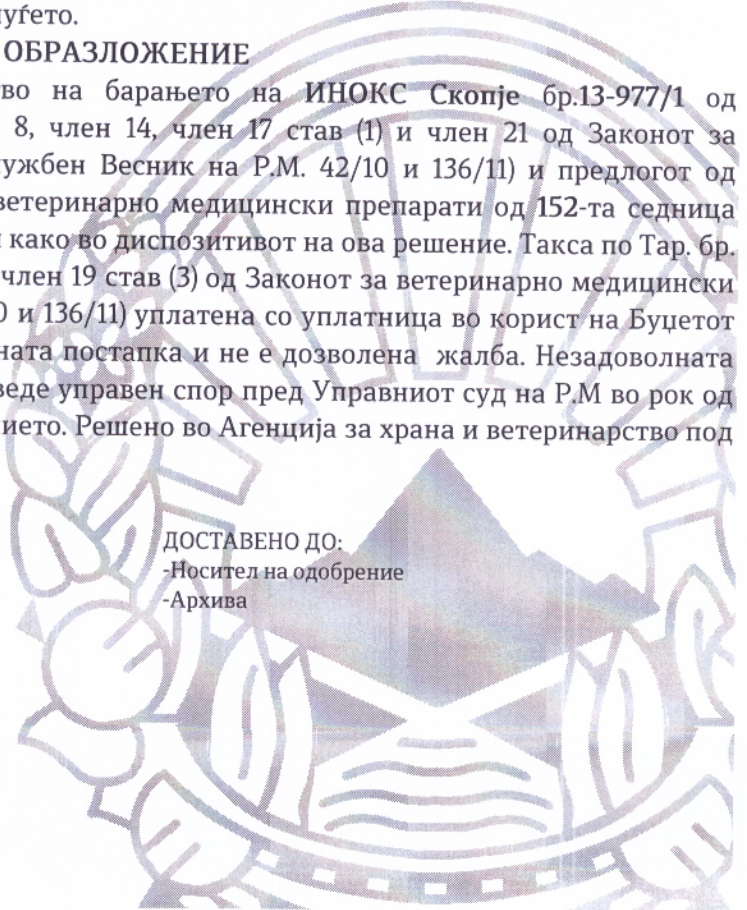 уѓето.
ОБРАЗЛОЖЕНИЕ
во на барањето на ИНОКС Скопје бр.13-977/1 од
8, член 14, член 17 став (1) и член 21 од Законот за
ужбен Весник на Р.М. 42/10 и 136/11) и предлогот од
ветеринарно медицински препарати од 152-та седница
како во диспозитивот на ова решение. Такса по Тар. бр.
член 19 став (3) од Законот за ветеринарно медицински
0 и 136/11) уплатена со уплатница во корист на Буџетот
ната постапка и не е дозволена жалба. Незадоволната
веде управен спор пред Управниот суд на Р.М во рок од
ието. Решено во Агенција за храна и ветеринарство под
ДОСТАВЕНО ДО:
-Носител на одобрение
-Архива